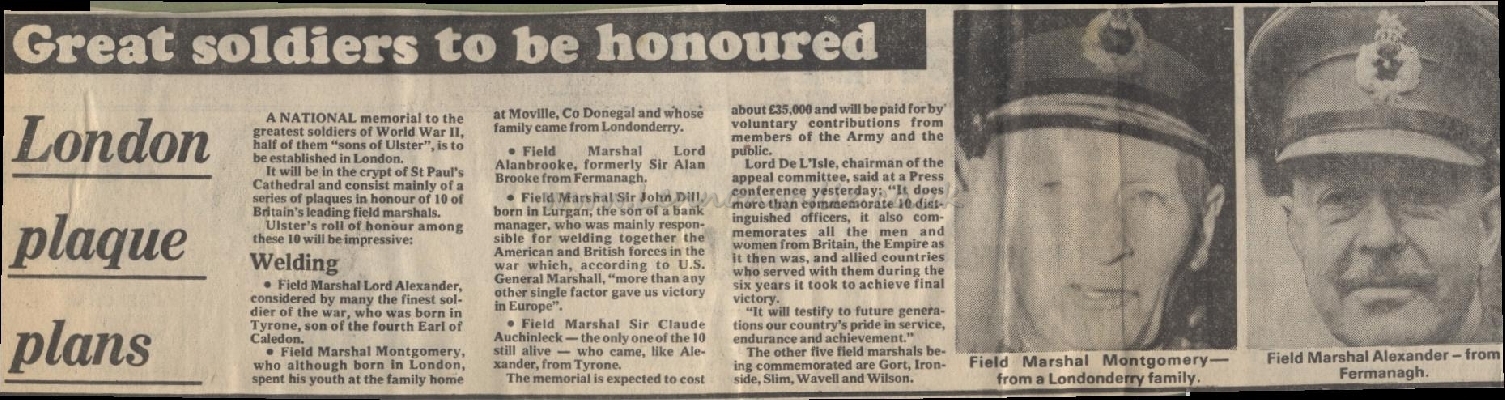 Great soldiers to be honoured
London
plaque
plans
A NATIONAL memorial to the
greatest soldiers of World War II,
half of them "sons of Ulster", is to
be established in London.
It will be in the crypt of St Paul's
Cathedral and consist mainly of a
series of plaques in honour of 10 of
Britain's leading field marshals.
Ulster's roll of honour among
these 10 will be impressive:
Welding
• Field Marshal Lord Alexander,
considered by many the finest sol-
dier of the war, who was born in
Tyrone, son of the fourth Earl of
Caledon.
• Field Marshal Montgomery,
who although born in London,
spent his youth at the family home
at Moville, Co Donegal and whose
family came from Londonderry.
• Field Marshal Lord
Alanbrooke, formerly Sir Alan
Brooke from Fermanagh.
• Field Marshal Sir John Dill,
born in Lurgan, the son of a bank
manager, who was mainly respon-
sible for welding together the
American and British forces in the
war which, according to U.S.
General Marshall, "more than any
other single factor gave us victory
in Europe".
• Field Marshal Sir Claude
Auchinleck — the only one of the 10
still alive — who came, like Ale-
xander, from Tyrone.
The memorial is expected to cost
about £35,000 and will be paid for by
voluntary contributions from
members of the Army and the
public.
Lord De L'Isle, chairman of the
appeal committee, said at a Press
conference yesterday: "It does
more than commemorate 10 dist-
inguished officers, it also com-
memorates all the men and
women from Britain, the Empire as
it then was, and allied countries
who served with them during the
six years it took to achieve final
victory.
"It will testify to future genera-
tions our country's pride in service,
endurance and achievement."
The other five field marshals be-
ing commemorated are Gort, Iron-
side, Slim, Wavell and Wilson.
Field Marshal Montgomery—
from a Londonderry family.
Field Marshal Alexander – from
Fermanagh.